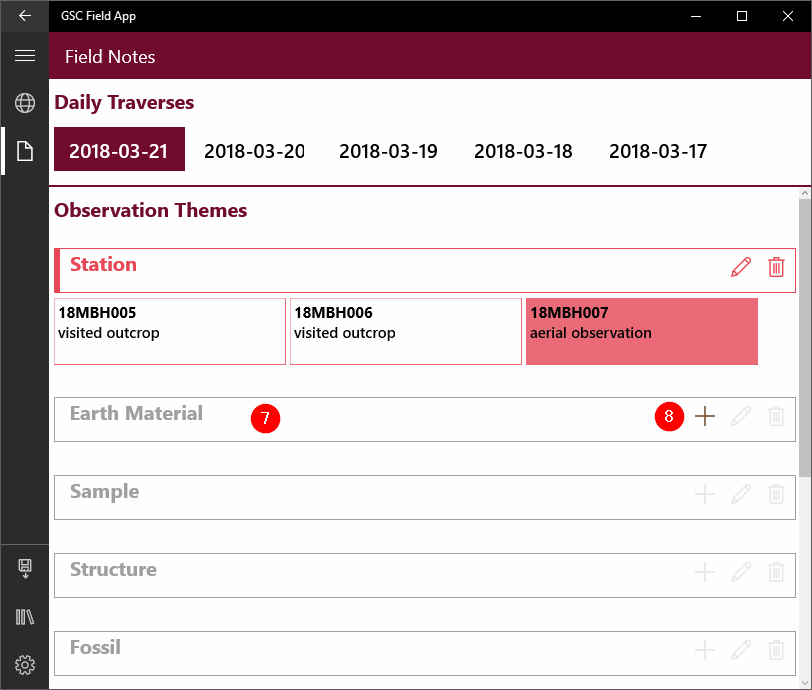 GSC Field App
Field Notes
Daily Traverses
2018-03-21 2018-03-20 2018-03-19 2018-03-18 2018-03-17
Observation Themes
Station
18MBH005 18MBH006 18MBH007
visited outcrop visited outcrop aerial observation
Earth Material 7 8
Sample
Structure
Fossil